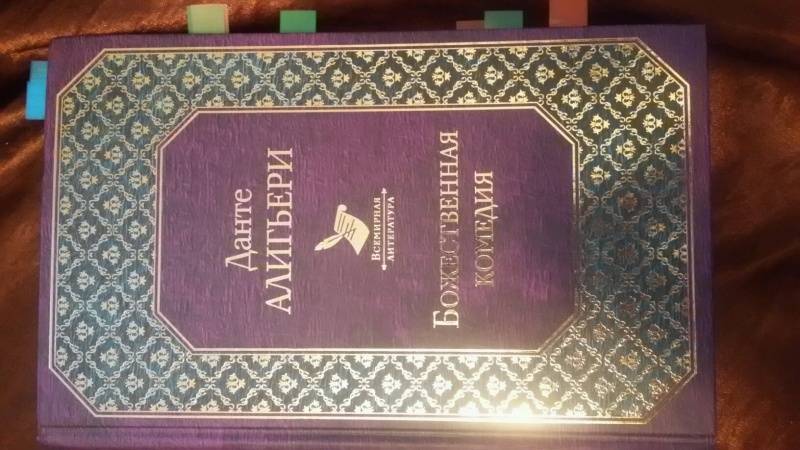 Данте
АЛИГЬЕРИ
Всемирная
литература
Божественная
комедия